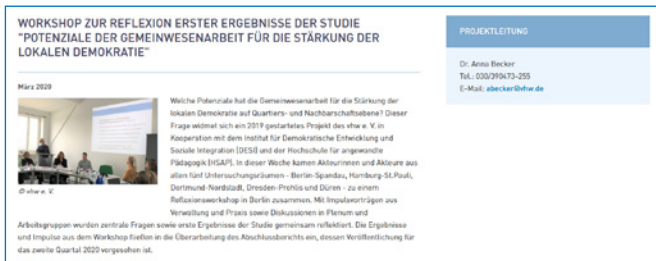 WORKSHOP ZUR REFLEXION ERSTER ERGEBNISSE DER STUDIE
"POTENZIALE DER GEMEINWESENARBEIT FÜR DIE STÄRKUNG DER
LOKALEN DEMOKRATIE"
März 2020
Welche Potenziale hat die Gemeinwesenarbeit für die Stärkung der
lokalen Demokratie auf Quartiers- und Nachbarschaftsebene? Dieser
Frage widmet sich ein 2019 gestartetes Projekt des vhw e. V. in
Kooperation mit dem Institut für Demokratische Entwicklung und
Soziale Integration (DESI) und der Hochschule für angewandte
Pädagogik (HSAP). In dieser Woche kamen Akteurinnen und Akteure aus
allen fünf Untersuchungsräumen - Berlin-Spandau, Hamburg-St.Pauli,
Dortmund-Nordstadt, Dresden-Prohlis und Düren - zu einem
Reflexionsworkshop in Berlin zusammen. Mit Impulsvorträgen aus
Verwaltung und Praxis sowie Diskussionen in Plenum und
© vhw e. V.
Arbeitsgruppen wurden zentrale Fragen sowie erste Ergebnisse der Studie gemeinsam reflektiert. Die Ergebnisse
und Impulse aus dem Workshop fließen in die Überarbeitung des Abschlussberichts ein, dessen Veröffentlichung für
das zweite Quartal 2020 vorgesehen ist.
PROJEKTLEITUNG
Dr. Anna Becker
Tel.: 030/390473-255
E-Mail: abecker@vhw.de